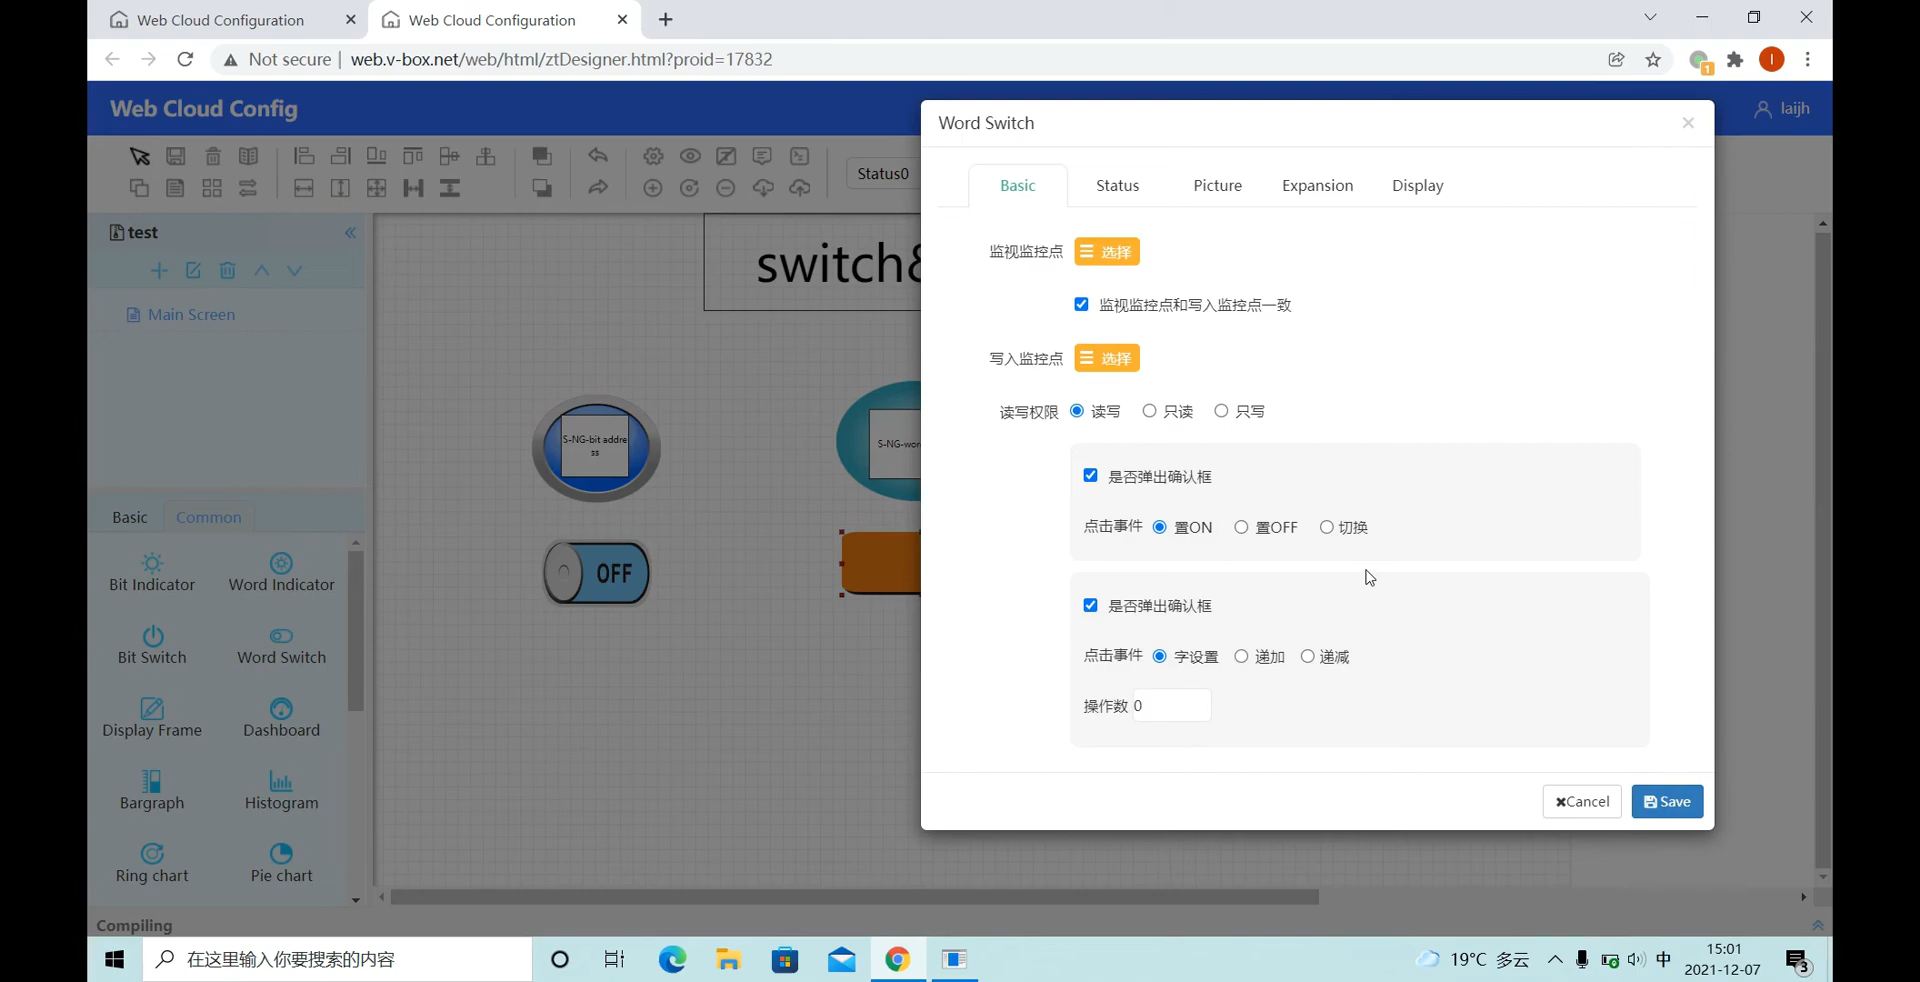 Web Cloud Configuration
Web Cloud Configuration
Not secure
web.v-box.net/web/html/ztDesigner.html?proid=17832
1
I
Web Cloud Config
laijh
Status0
test
Main Screen
Basic
Common
Bit Indicator
Word Indicator
Bit Switch
Word Switch
Display Frame
Dashboard
Bargraph
Histogram
Ring chart
Pie chart
Compiling
switch&
S-NG-bit addre
ss
S-NG-wor
OFF
Word Switch
Basic
Status
Picture
Expansion
Display
监视监控点
选择
监视监控点和写入监控点一致
写入监控点
选择
读写权限
读写
只读
只写
是否弹出确认框
点击事件
置ON
置OFF
切换
是否弹出确认框
点击事件
字设置
递加
递减
操作数
0
Cancel
Save
在这里输入你要搜索的内容
19°C 多云
中
15:01
2021-12-07
3